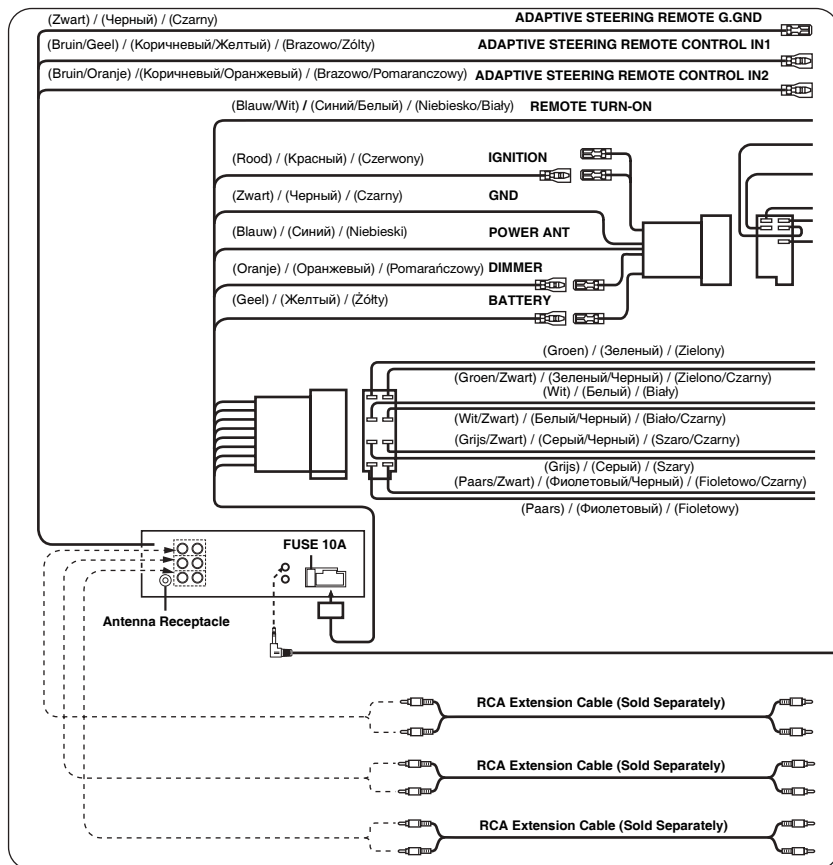 (Zwart) / (Черный) / (Czarny) ADAPTIVE STEERING REMOTE G.GND
(Bruin/Geel) / (Коричневый/Желтый) / (Brazowo/Zólty) ADAPTIVE STEERING REMOTE CONTROL IN1
(Bruin/Oranje) /(Коричневый/Оранжевый) / (Brazowo/Pomaranczowy) ADAPTIVE STEERING REMOTE CONTROL IN2
(Blauw/Wit) / (Синий/Белый) / (Niebiesko/Biały) REMOTE TURN-ON
(Rood) / (Красный) / (Czerwony) IGNITION
(Zwart) / (Черный) / (Czarny) GND
(Blauw) / (Синий) / (Niebieski) POWER ANT
(Oranje) / (Оранжевый) / (Pomarańczowy) DIMMER
(Geel) / (Желтый) / (Żółty) BATTERY
(Groen) / (Зеленый) / (Zielony)
(Groen/Zwart) / (Зеленый/Черный) / (Zielono/Czarny)
(Wit) / (Белый) / (Biały)
(Wit/Zwart) / (Белый/Черный) / (Biało/Czarny)
(Grijs/Zwart) / (Серый/Черный) / (Szaro/Czarny)
(Grijs) / (Серый) / (Szary)
(Paars/Zwart) / (Фиолетовый/Черный) / (Fioletowo/Czarny)
(Paars) / (Фиолетовый) / (Fioletowy)
FUSE 10A
Antenna Receptacle
RCA Extension Cable (Sold Separately)
RCA Extension Cable (Sold Separately)
RCA Extension Cable (Sold Separately)